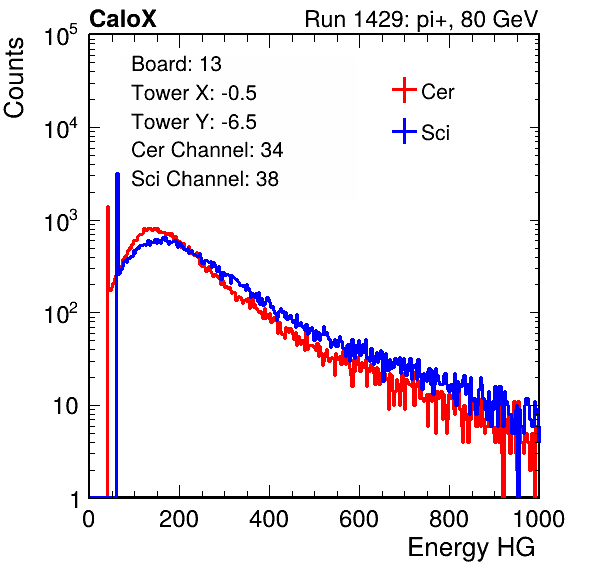 CaloX Run 1429: pi+, 80 GeV
Counts
Board: 13
Tower X: -0.5
Tower Y: -6.5
Cer Channel: 34
Sci Channel: 38
Cer
Sci
10^5
10^4
10^3
10^2
10
1
0 200 400 600 800 1000
Energy HG